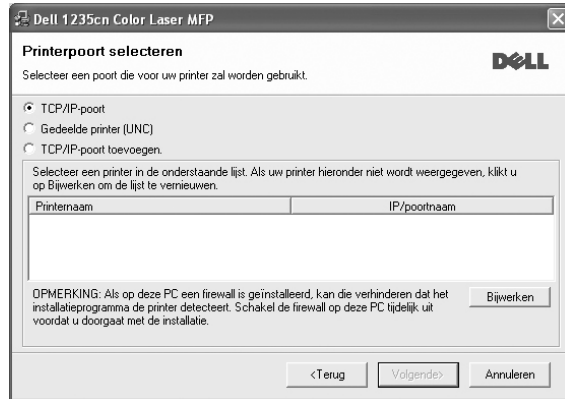 Dell 1235cn Color Laser MFP
Printerpoort selecteren
Selecteer een poort die voor uw printer zal worden gebruikt.
DELL
TCP/IP-poort
Gedeelde printer (UNC)
TCP/IP-poort toevoegen.
Selecteer een printer in de onderstaande lijst. Als uw printer hieronder niet wordt weergegeven, klikt u
op Bijwerken om de lijst te vernieuwen.
Printernaam IP/poortnaam
OPMERKING: Als op deze PC een firewall is geïnstalleerd, kan die verhinderen dat het
installatieprogramma de printer detecteert. Schakel de firewall op deze PC tijdelijk uit
voordat u doorgaat met de installatie.
Bijwerken
<Terug Volgende> Annuleren